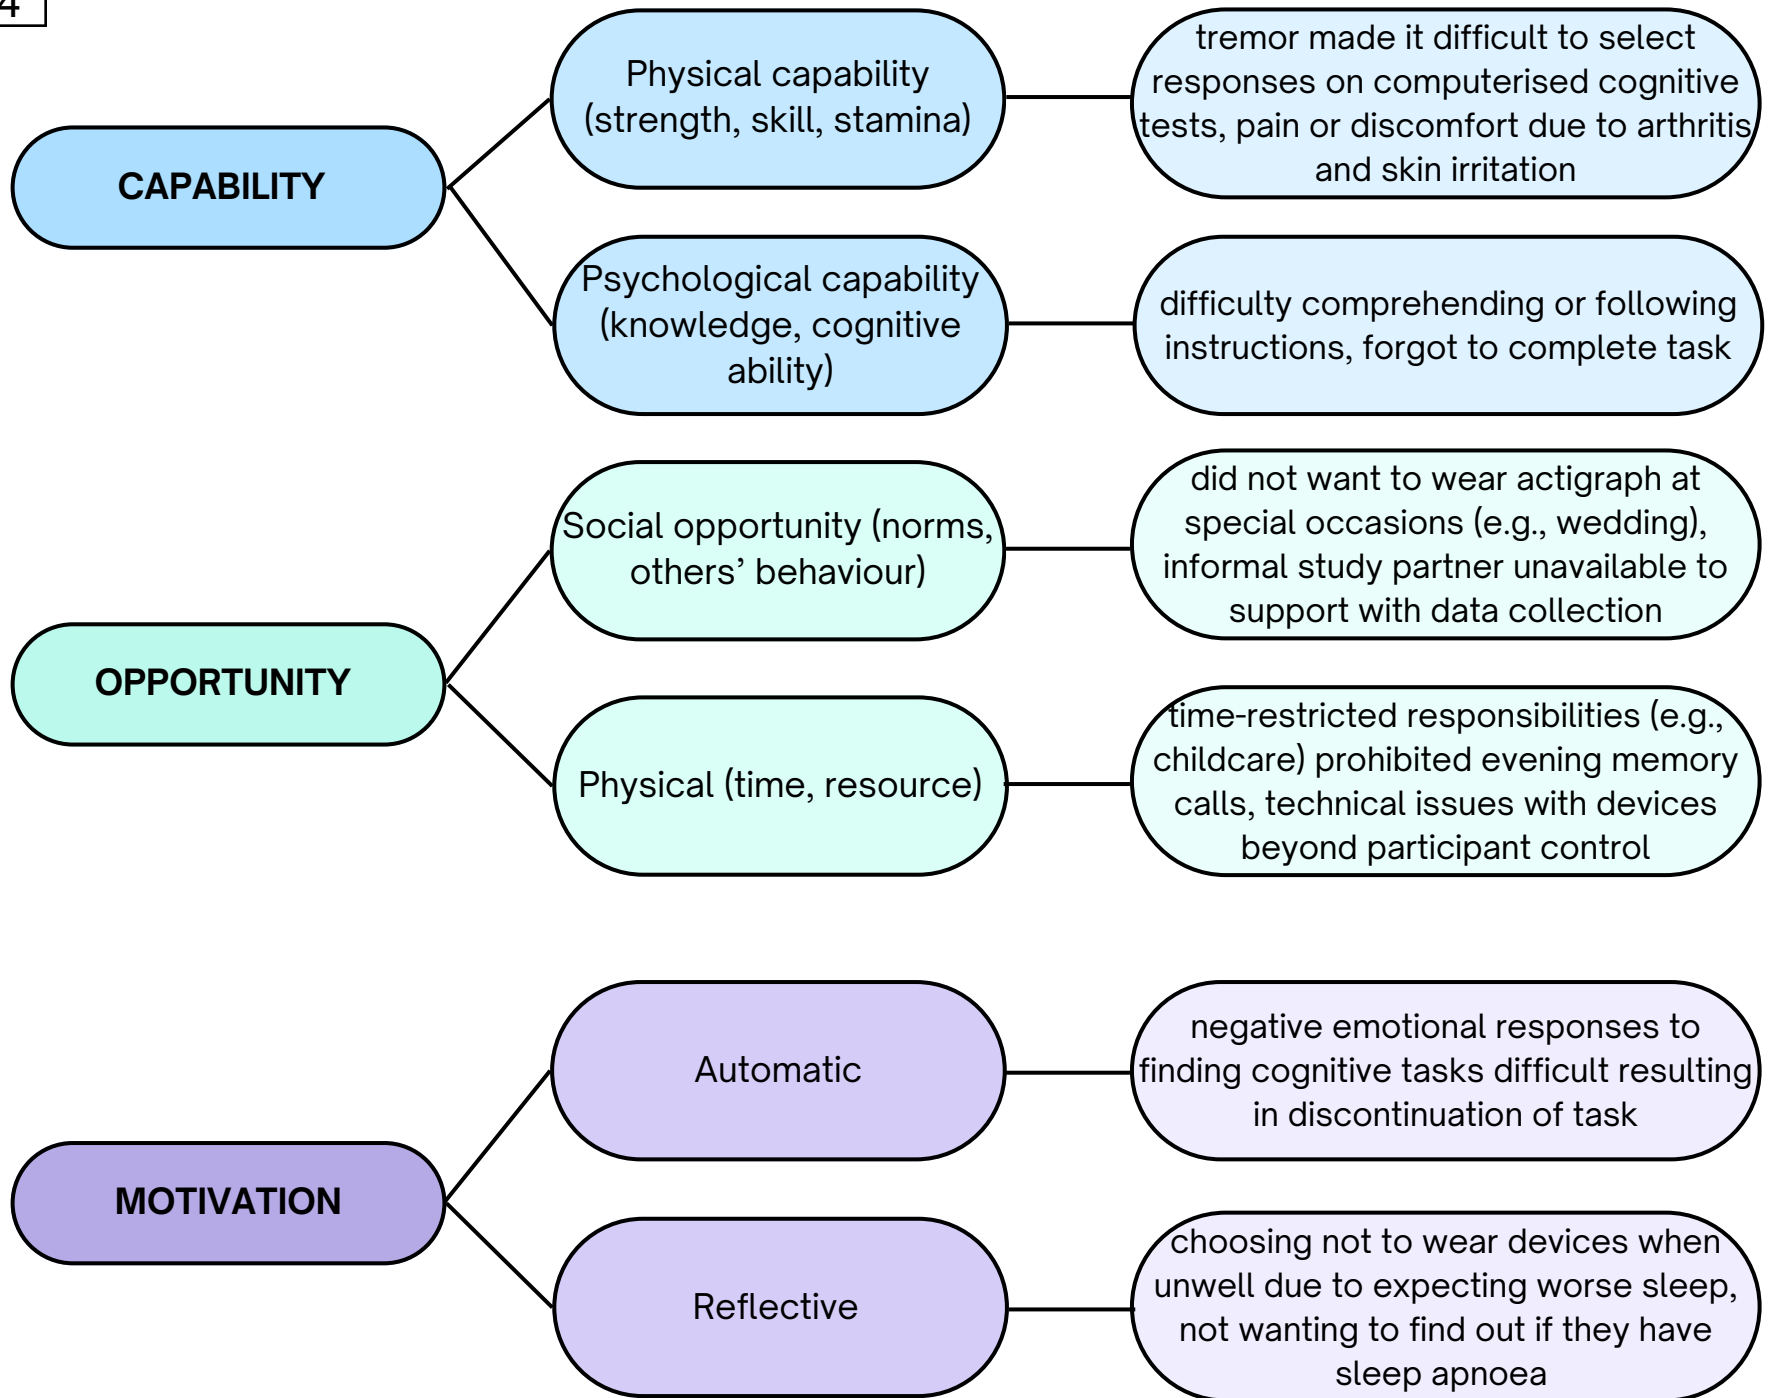 4
CAPABILITY
Physical capability
(strength, skill, stamina)
tremor made it difficult to select
responses on computerised cognitive
tests, pain or discomfort due to arthritis
and skin irritation
Psychological capability
(knowledge, cognitive
ability)
difficulty comprehending or following
instructions, forgot to complete task
OPPORTUNITY
Social opportunity (norms,
others’ behaviour)
did not want to wear actigraph at
special occasions (e.g., wedding),
informal study partner unavailable to
support with data collection
Physical (time, resource)
time-restricted responsibilities (e.g.,
childcare) prohibited evening memory
calls, technical issues with devices
beyond participant control
MOTIVATION
Automatic
negative emotional responses to
finding cognitive tasks difficult resulting
in discontinuation of task
Reflective
choosing not to wear devices when
unwell due to expecting worse sleep,
not wanting to find out if they have
sleep apnoea